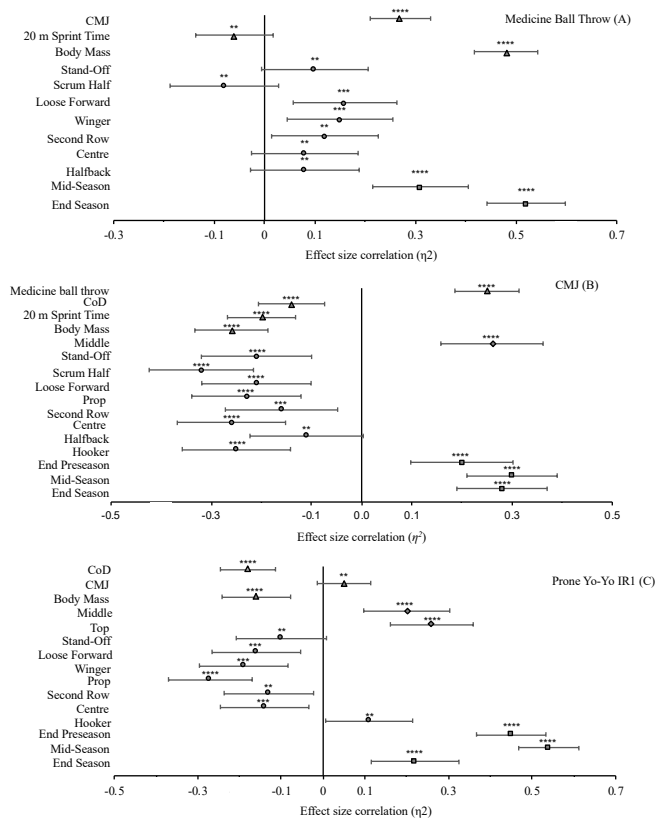 Medicine Ball Throw (A)
CMJ ****
20 m Sprint Time **
Body Mass ****
Stand-Off **
Scrum Half **
Loose Forward ***
Winger ***
Second Row **
Centre **
Halfback **
Mid-Season ****
End Season ****
-0.3 -0.1 0 0.1 0.3 0.5 0.7
Effect size correlation (η2)
CMJ (B)
Medicine ball throw ****
CoD ****
20 m Sprint Time ****
Body Mass ****
Middle ****
Stand-Off ****
Scrum Half ****
Loose Forward ****
Prop ****
Second Row ***
Centre ****
Halfback **
Hooker ****
End Preseason ****
Mid-Season ****
End Season ****
-0.5 -0.3 -0.1 0.1 0.3 0.5
Effect size correlation (η²)
Prone Yo-Yo IR1 (C)
CoD ****
CMJ **
Body Mass ****
Middle ****
Top ****
Stand-Off **
Loose Forward ***
Winger ***
Prop ****
Second Row **
Centre ***
Hooker **
End Preseason ****
Mid-Season ****
End Season ****
-0.5 -0.3 -0.1 0 0.1 0.3 0.5 0.7
Effect size correlation (η2)